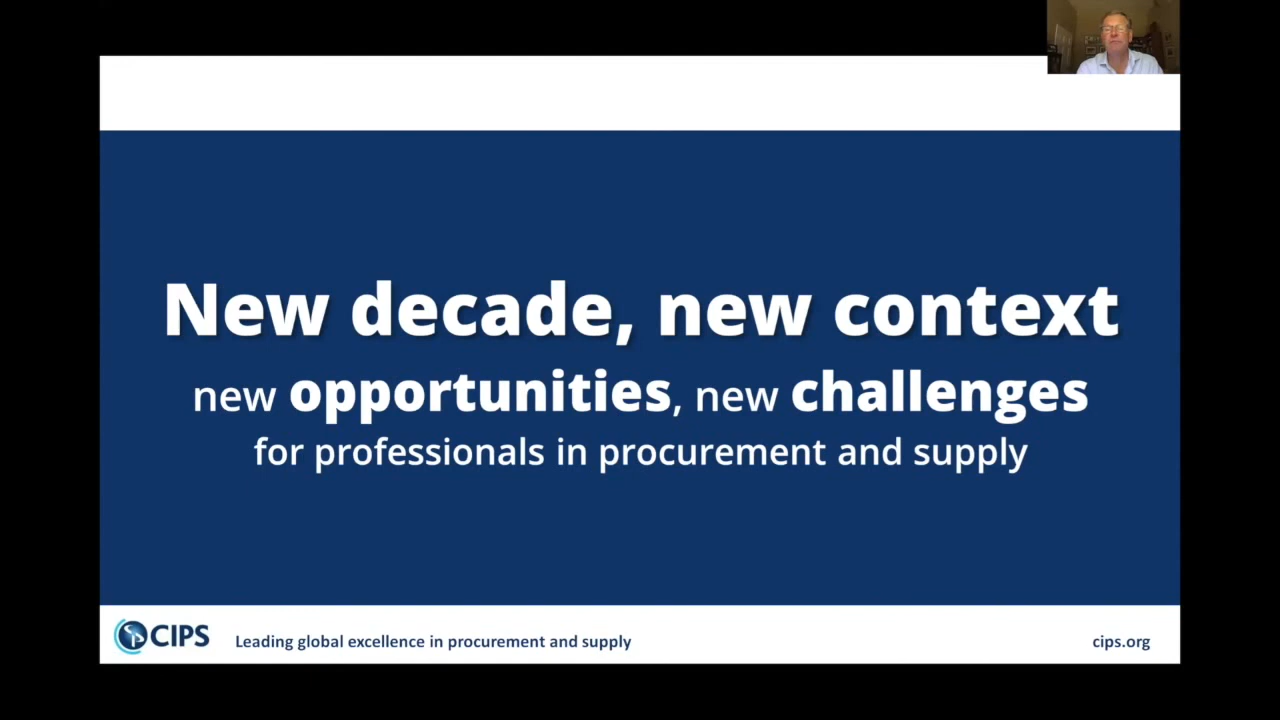 New decade, new context
new opportunities, new challenges
for professionals in procurement and supply
CIPS
Leading global excellence in procurement and supply
cips.org